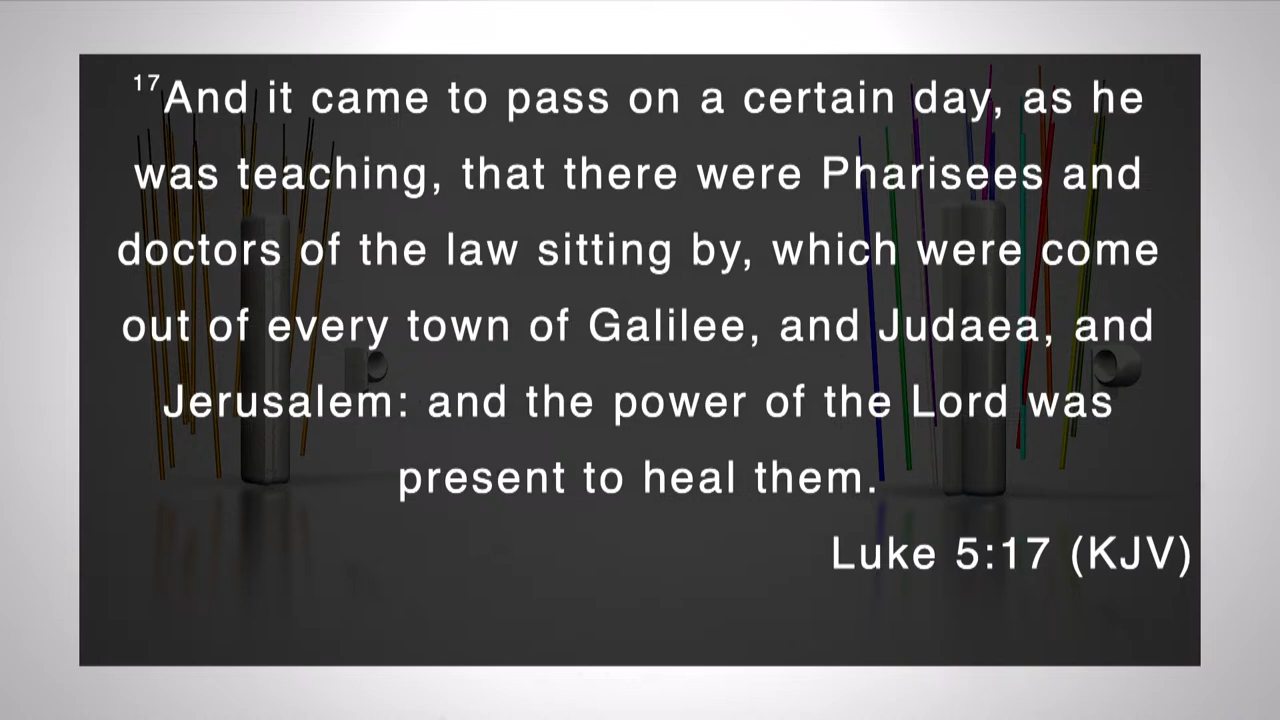 17And it came to pass on a certain day, as he
was teaching, that there were Pharisees and
doctors of the law sitting by, which were come
out of every town of Galilee, and Judaea, and
Jerusalem: and the power of the Lord was
present to heal them.
Luke 5:17 (KJV)